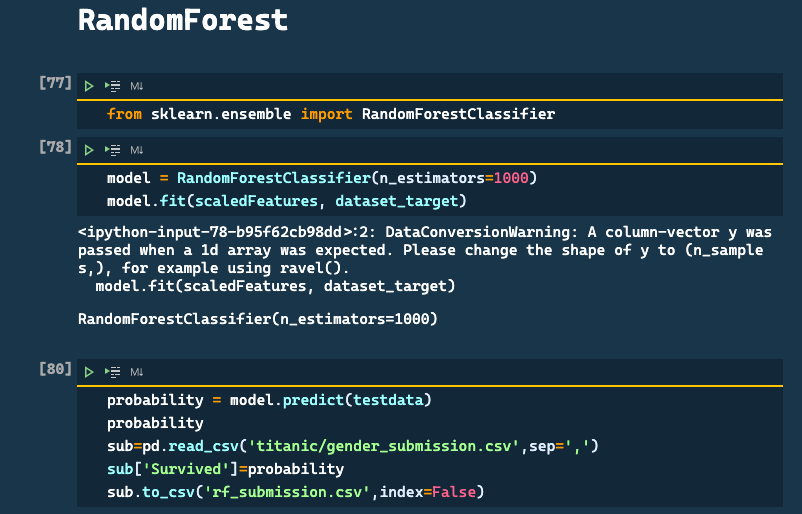 RandomForest
[77]
M↓
from sklearn.ensemble import RandomForestClassifier
[78]
M↓
model = RandomForestClassifier(n_estimators=1000)
model.fit(scaledFeatures, dataset_target)
<ipython-input-78-b95f62cb98dd>:2: DataConversionWarning: A column-vector y was
passed when a 1d array was expected. Please change the shape of y to (n_sample
s,), for example using ravel().
  model.fit(scaledFeatures, dataset_target)
RandomForestClassifier(n_estimators=1000)
[80]
M↓
probability = model.predict(testdata)
probability
sub=pd.read_csv('titanic/gender_submission.csv',sep=',')
sub['Survived']=probability
sub.to_csv('rf_submission.csv',index=False)